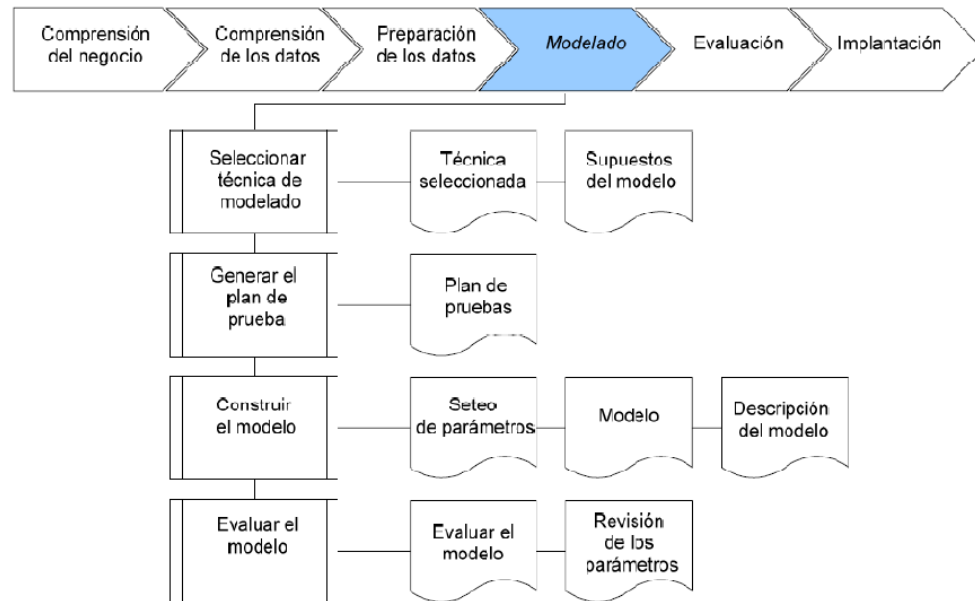 Comprensión
del negocio
Comprensión
de los datos
Preparación
de los datos
Modelado
Evaluación
Implantación
Seleccionar
técnica de
modelado
Técnica
seleccionada
Supuestos
del modelo
Generar el
plan de
prueba
Plan de
pruebas
Construir
el modelo
Seteo
de parámetros
Modelo
Descripción
del modelo
Evaluar el
modelo
Evaluar el
modelo
Revisión
de los
parámetros